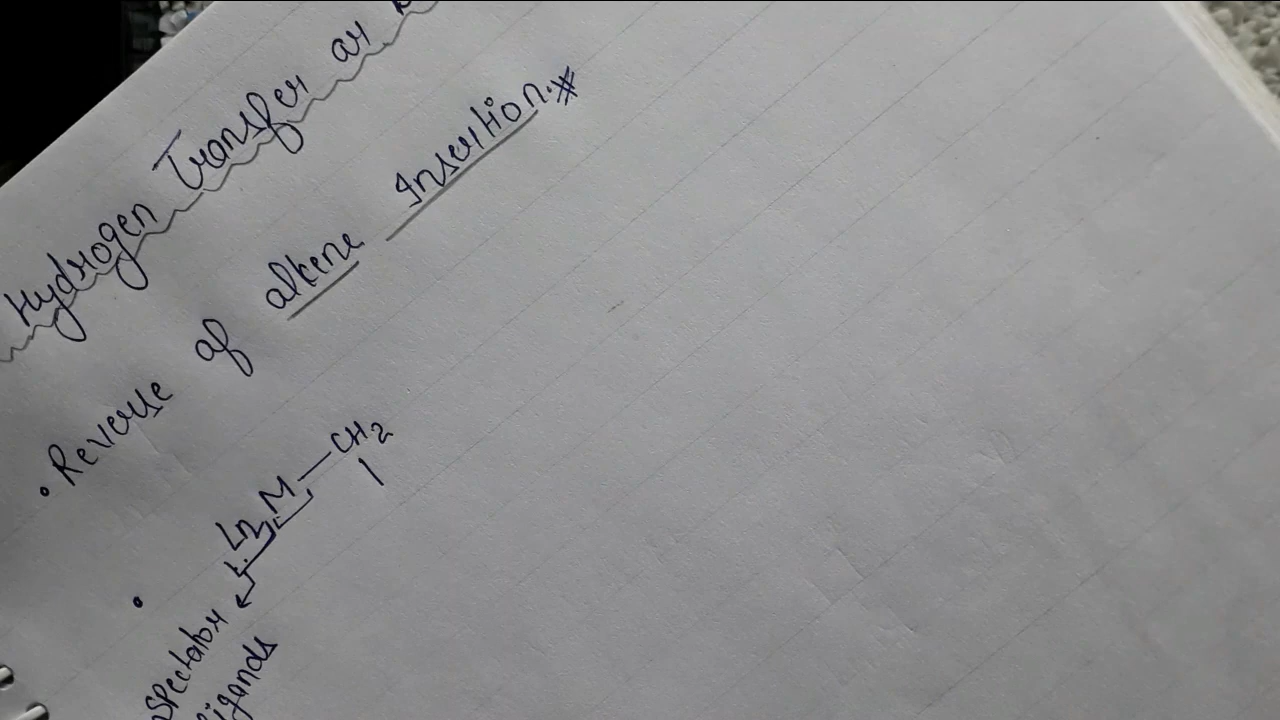 Hydrogen Transfer or
• Reverse of alkene Insertion.*
• LnM—CH2
|
spectator
ligands